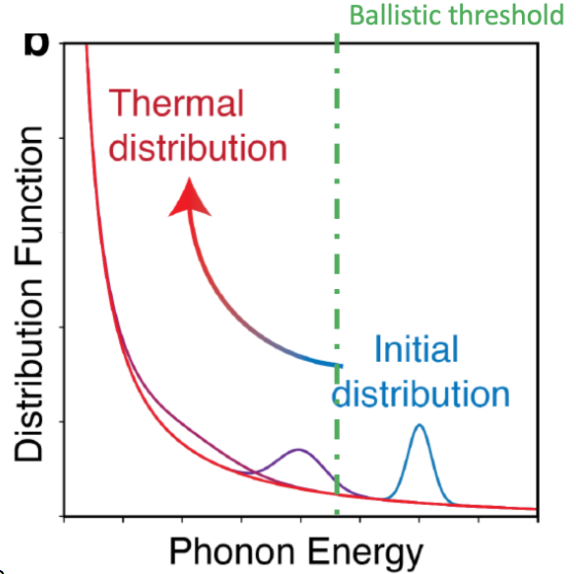 Ballistic threshold
b
Thermal
distribution
Initial
distribution
Distribution Function
Phonon Energy